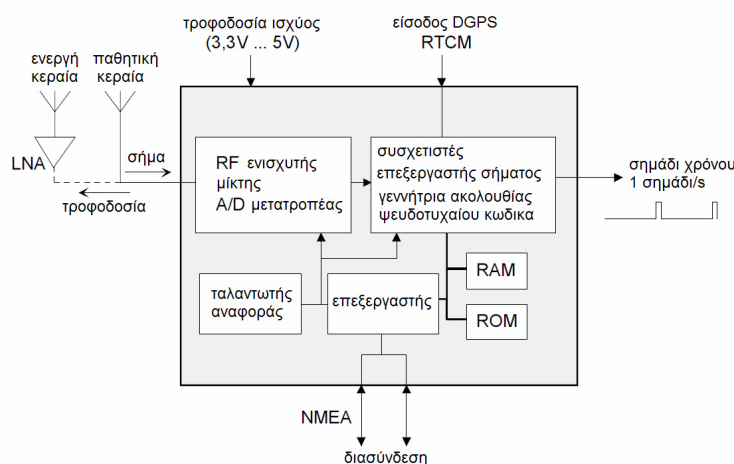 τροφοδοσία ισχύος
(3,3V ... 5V)
είσοδος DGPS
RTCM
ενεργή
κεραία
παθητική
κεραία
LNA
σήμα
τροφοδοσία
RF ενισχυτής
μίκτης
A/D μετατροπέας
συσχετιστές
επεξεργαστής σήματος
γεννήτρια ακολουθίας
ψευδοτυχαίου κωδικα
σημάδι χρόνου
1 σημάδι/s
ταλαντωτής
αναφοράς
επεξεργαστής
RAM
ROM
NMEA
διασύνδεση